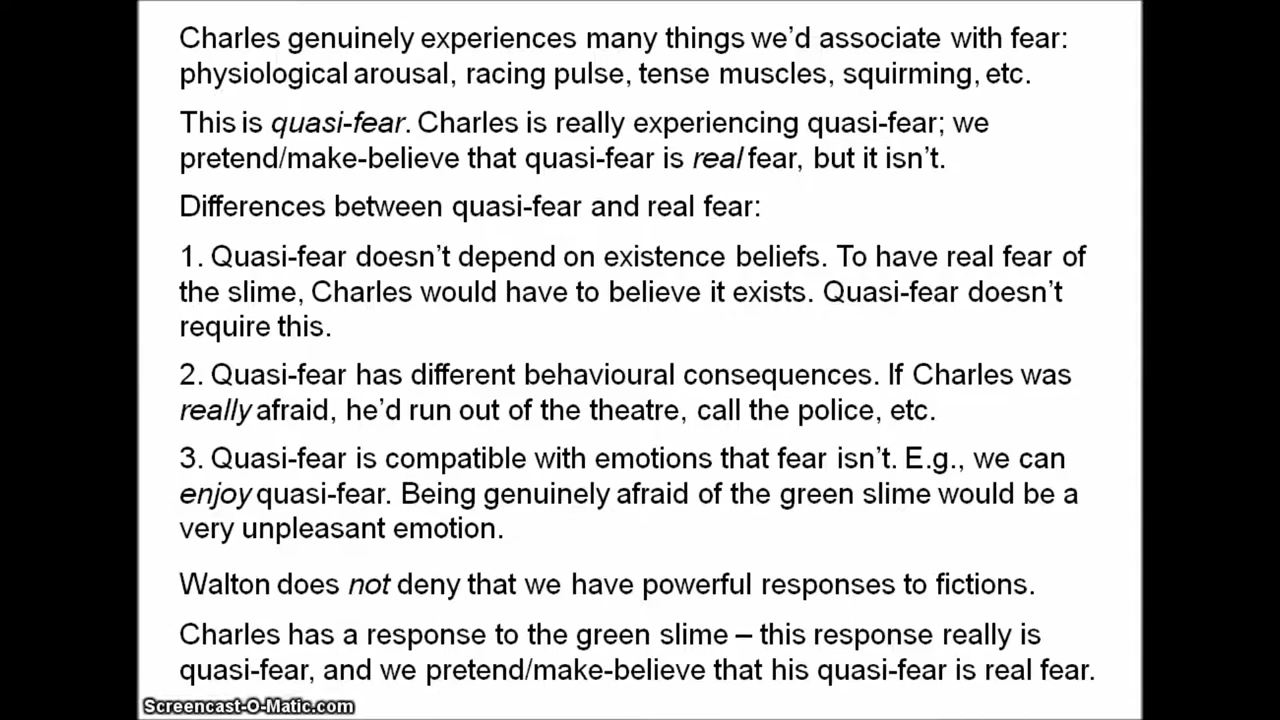 Charles genuinely experiences many things we'd associate with fear:
physiological arousal, racing pulse, tense muscles, squirming, etc.
This is quasi-fear. Charles is really experiencing quasi-fear; we
pretend/make-believe that quasi-fear is real fear, but it isn't.
Differences between quasi-fear and real fear:
1. Quasi-fear doesn't depend on existence beliefs. To have real fear of
the slime, Charles would have to believe it exists. Quasi-fear doesn't
require this.
2. Quasi-fear has different behavioural consequences. If Charles was
really afraid, he'd run out of the theatre, call the police, etc.
3. Quasi-fear is compatible with emotions that fear isn't. E.g., we can
enjoy quasi-fear. Being genuinely afraid of the green slime would be a
very unpleasant emotion.
Walton does not deny that we have powerful responses to fictions.
Charles has a response to the green slime – this response really is
quasi-fear, and we pretend/make-believe that his quasi-fear is real fear.
Screencast-O-Matic.com